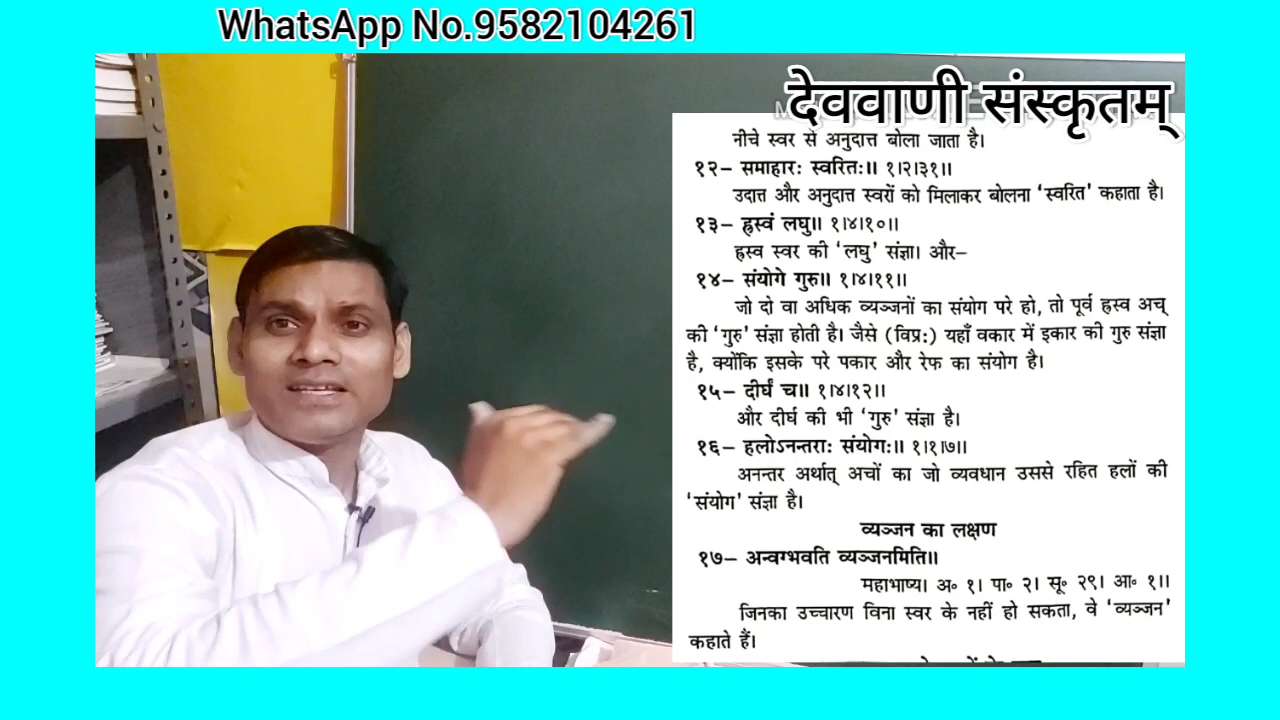 WhatsApp No.9582104261
देववाणी संस्कृतम्
नीचे स्वर से अनुदात्त बोला जाता है।
१२– समाहारः स्वरितः॥ १।२।३१॥
उदात्त और अनुदात्त स्वरों को मिलाकर बोलना 'स्वरित' कहाता है।
१३– ह्रस्वं लघु॥ १।४।१०॥
ह्रस्व स्वर की 'लघु' संज्ञा। और–
१४– संयोगे गुरु॥ १।४।११॥
जो दो वा अधिक व्यञ्जनों का संयोग परे हो, तो पूर्व ह्रस्व अच्
की 'गुरु' संज्ञा होती है। जैसे (विप्रः) यहाँ वकार में इकार की गुरु संज्ञा
है, क्योंकि इसके परे पकार और रेफ का संयोग है।
१५– दीर्घं च॥ १।४।१२॥
और दीर्घ की भी 'गुरु' संज्ञा है।
१६– हलोऽनन्तराः संयोगः॥ १।१।७॥
अनन्तर अर्थात् अचों का जो व्यवधान उससे रहित हलों की
'संयोग' संज्ञा है।
व्यञ्जन का लक्षण
१७– अन्वग्भवति व्यञ्जनमिति॥
महाभाष्य। अ० १। पा० २। सू० २९। आ० १॥
जिनका उच्चारण विना स्वर के नहीं हो सकता, वे 'व्यञ्जन'
कहाते हैं।